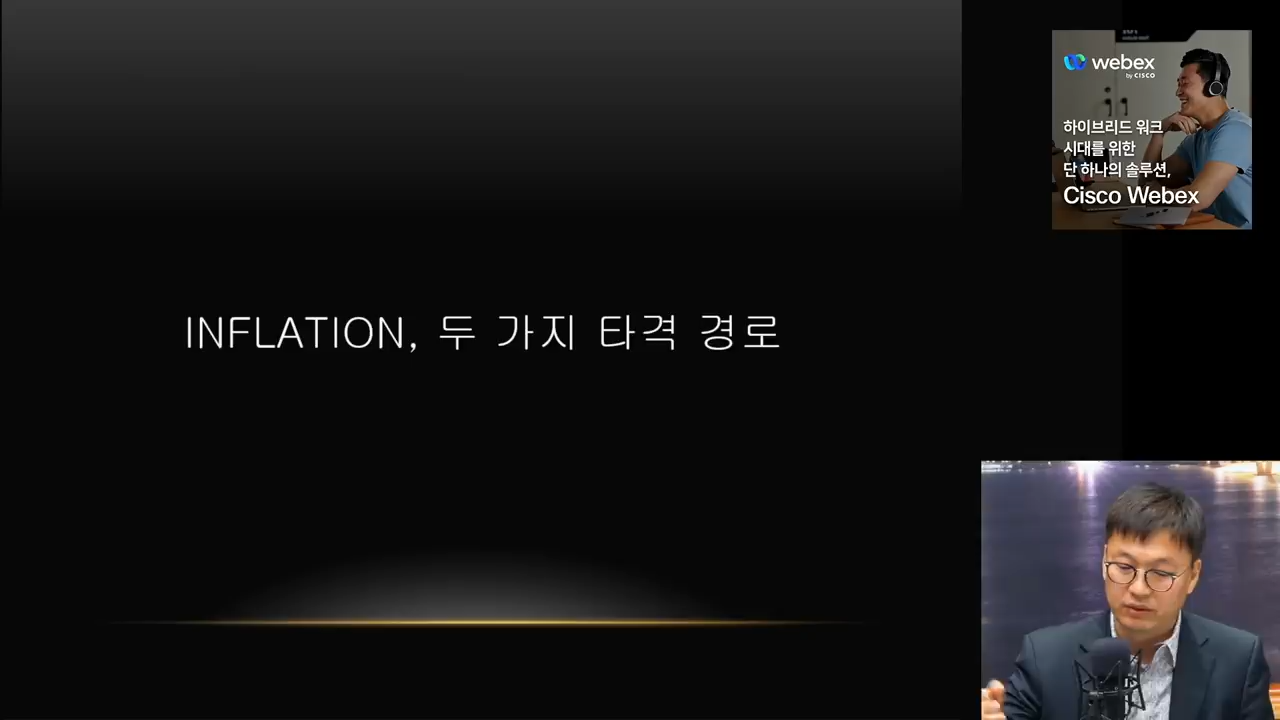 webex
by CISCO
하이브리드 워크
시대를 위한
단 하나의 솔루션,
Cisco Webex
INFLATION, 두 가지 타격 경로